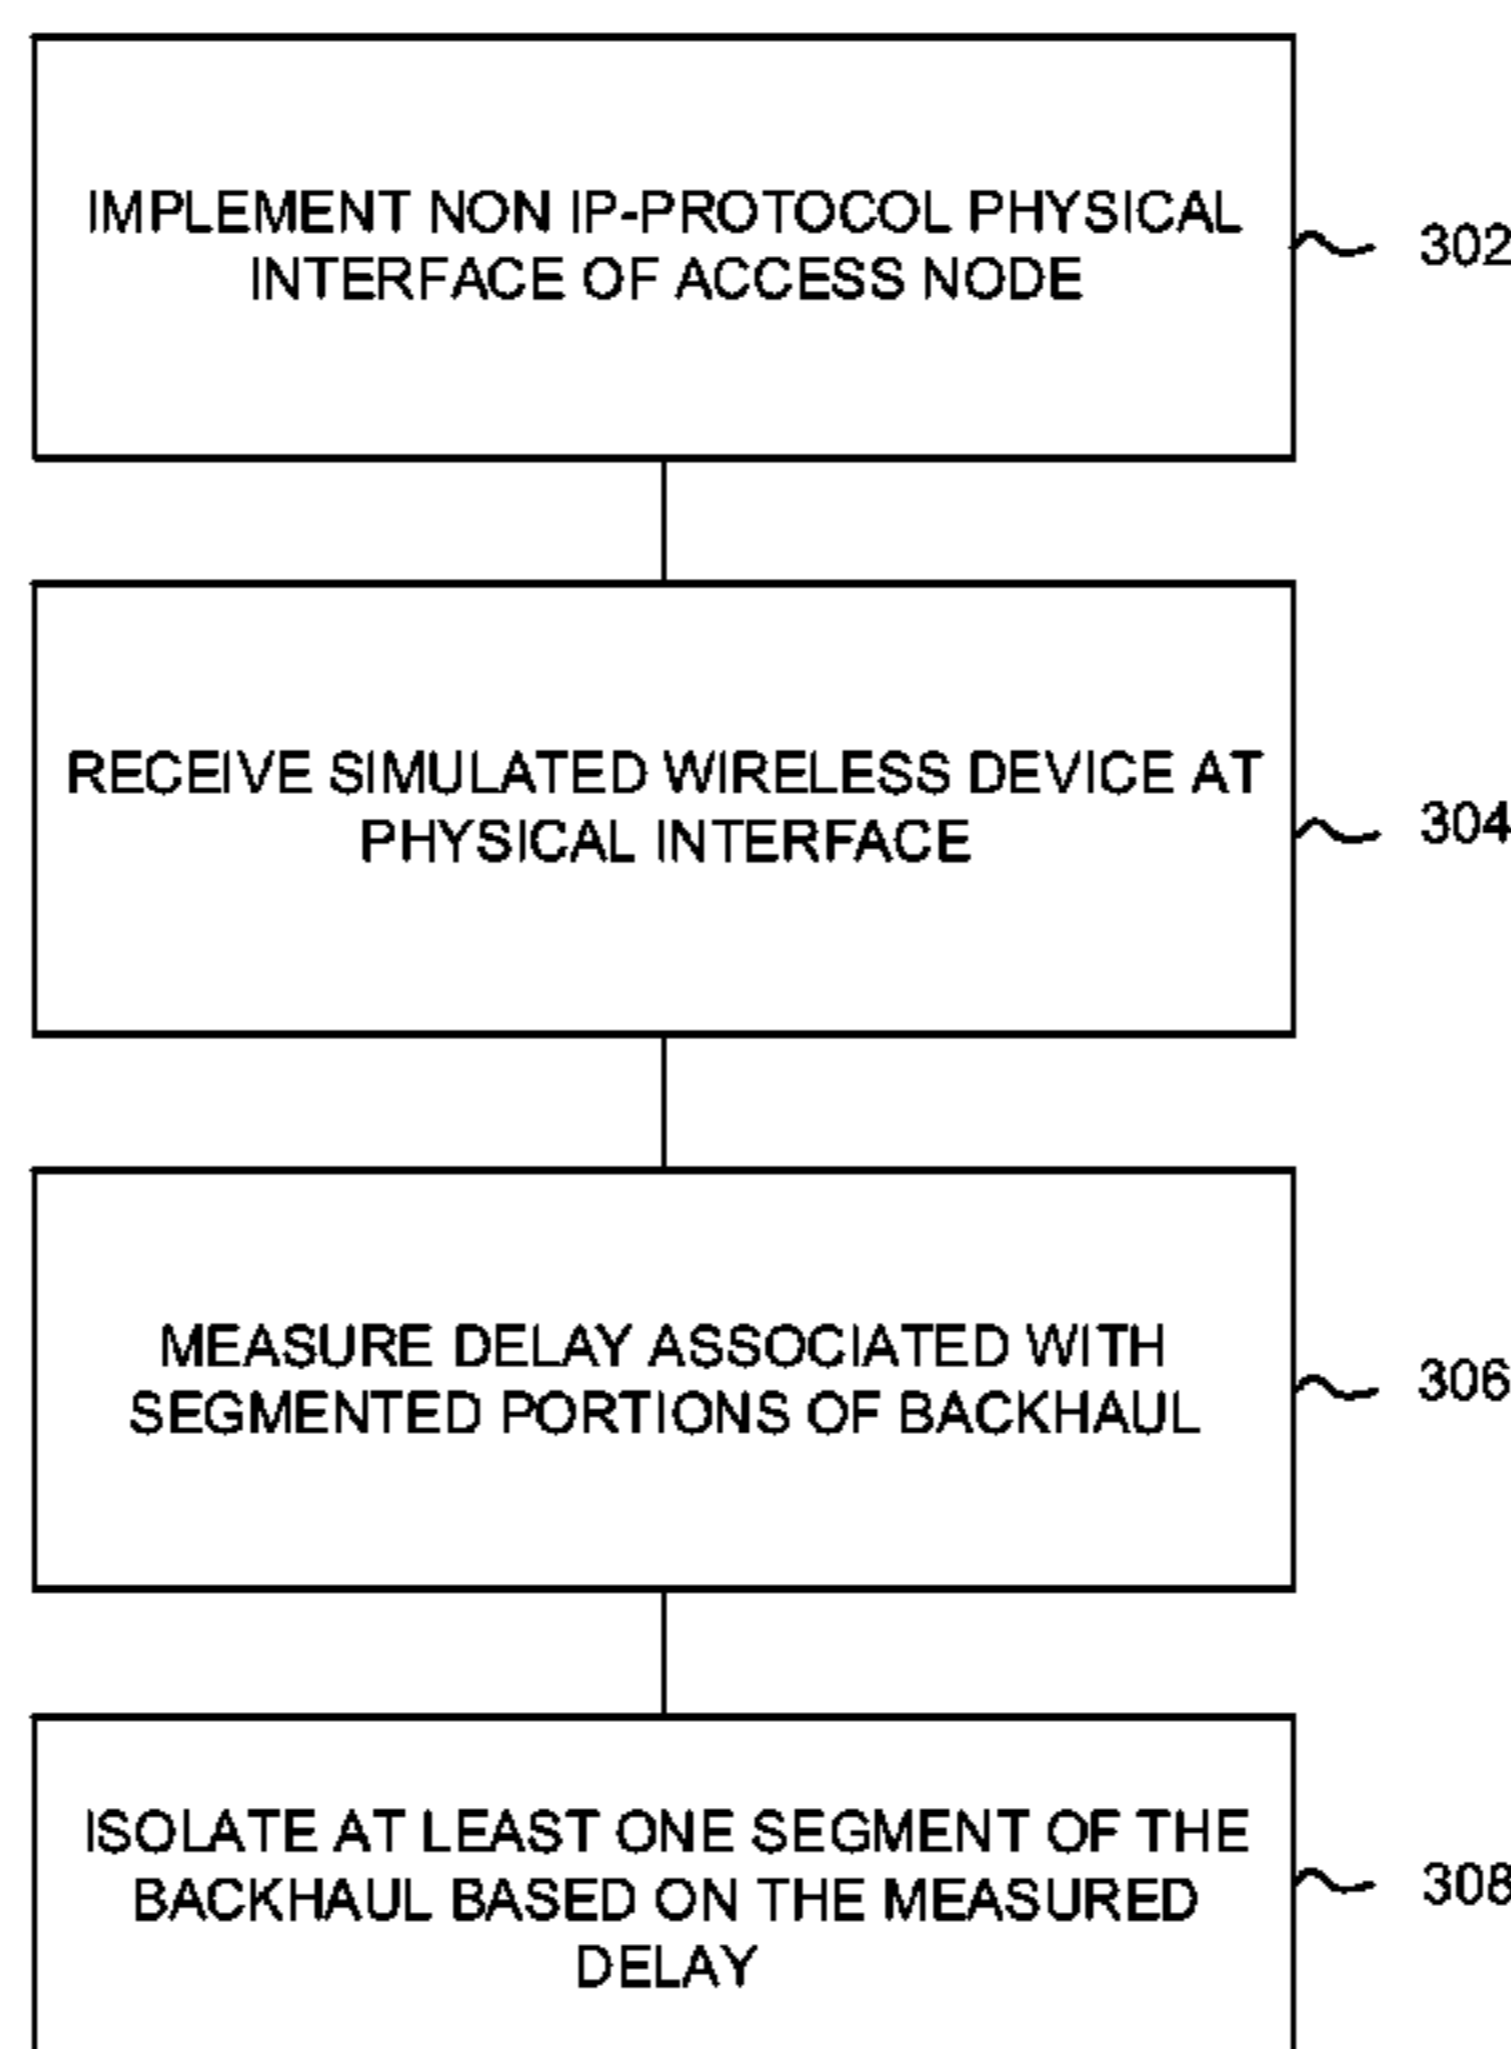 IMPLEMENT NON IP-PROTOCOL PHYSICAL
INTERFACE OF ACCESS NODE
302
RECEIVE SIMULATED WIRELESS DEVICE AT
PHYSICAL INTERFACE
304
MEASURE DELAY ASSOCIATED WITH
SEGMENTED PORTIONS OF BACKHAUL
306
ISOLATE AT LEAST ONE SEGMENT OF THE
BACKHAUL BASED ON THE MEASURED
DELAY
308